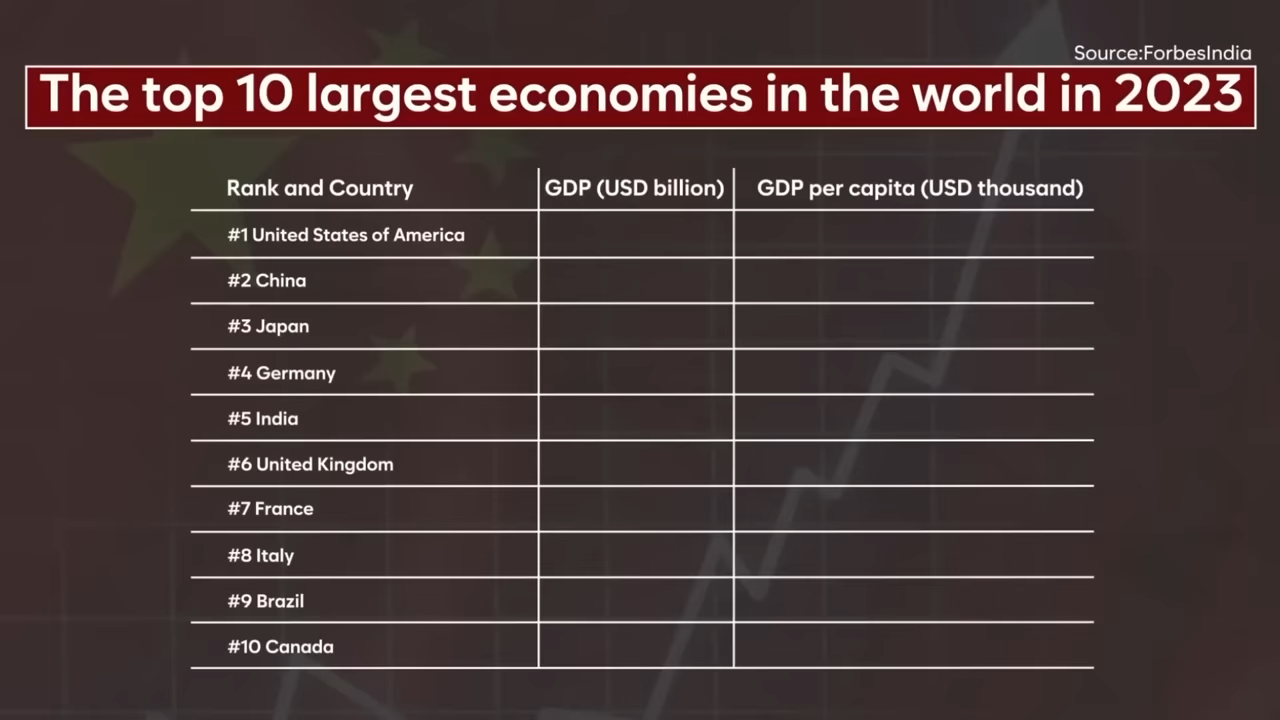 Source:ForbesIndia
The top 10 largest economies in the world in 2023
Rank and Country GDP (USD billion) GDP per capita (USD thousand)
#1 United States of America
#2 China
#3 Japan
#4 Germany
#5 India
#6 United Kingdom
#7 France
#8 Italy
#9 Brazil
#10 Canada